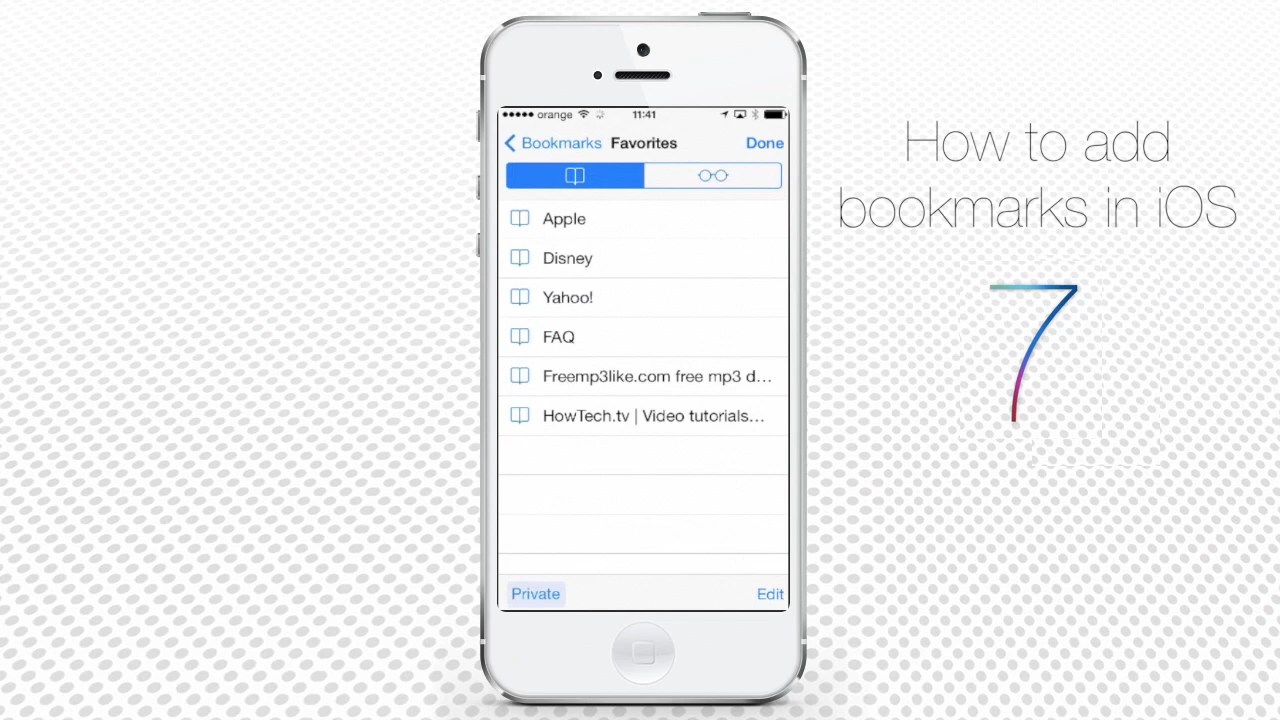 orange 11:41
Bookmarks Favorites Done
Apple
Disney
Yahoo!
FAQ
Freemp3like.com free mp3 d...
HowTech.tv | Video tutorials...
Private Edit
How to add
bookmarks in iOS
7